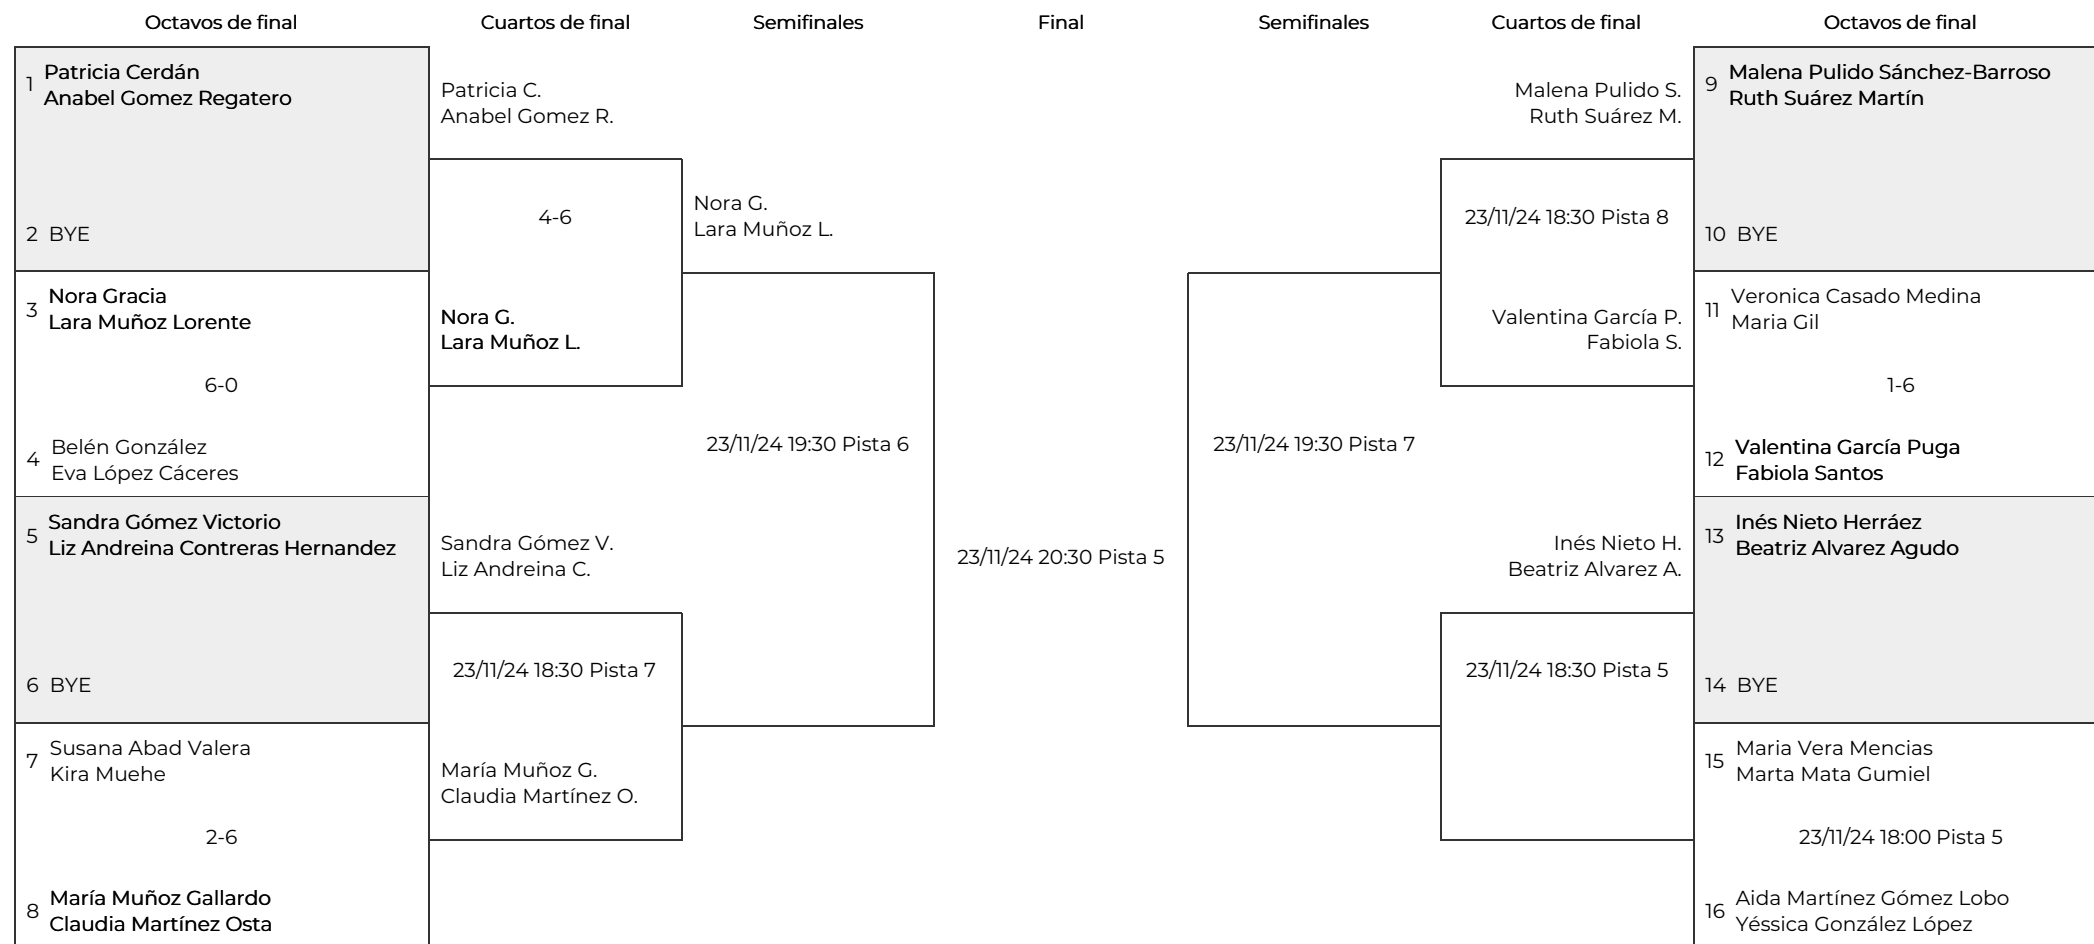 Octavos de final
Cuartos de final
Semifinales
Final
Semifinales
Cuartos de final
Octavos de final
1
Patricia Cerdán
Anabel Gomez Regatero
2 BYE
3
Nora Gracia
Lara Muñoz Lorente
6-0
4
Belén González
Eva López Cáceres
5
Sandra Gómez Victorio
Liz Andreina Contreras Hernandez
6 BYE
7
Susana Abad Valera
Kira Muehe
2-6
8
María Muñoz Gallardo
Claudia Martínez Osta
Patricia C.
Anabel Gomez R.
4-6
Nora G.
Lara Muñoz L.
Sandra Gómez V.
Liz Andreina C.
23/11/24 18:30 Pista 7
María Muñoz G.
Claudia Martínez O.
Nora G.
Lara Muñoz L.
23/11/24 19:30 Pista 6
23/11/24 20:30 Pista 5
23/11/24 19:30 Pista 7
Malena Pulido S.
Ruth Suárez M.
23/11/24 18:30 Pista 8
Valentina García P.
Fabiola S.
Inés Nieto H.
Beatriz Alvarez A.
23/11/24 18:30 Pista 5
9
Malena Pulido Sánchez-Barroso
Ruth Suárez Martín
10 BYE
11
Veronica Casado Medina
Maria Gil
1-6
12
Valentina García Puga
Fabiola Santos
13
Inés Nieto Herráez
Beatriz Alvarez Agudo
14 BYE
15
Maria Vera Mencias
Marta Mata Gumiel
23/11/24 18:00 Pista 5
16
Aida Martínez Gómez Lobo
Yéssica González López